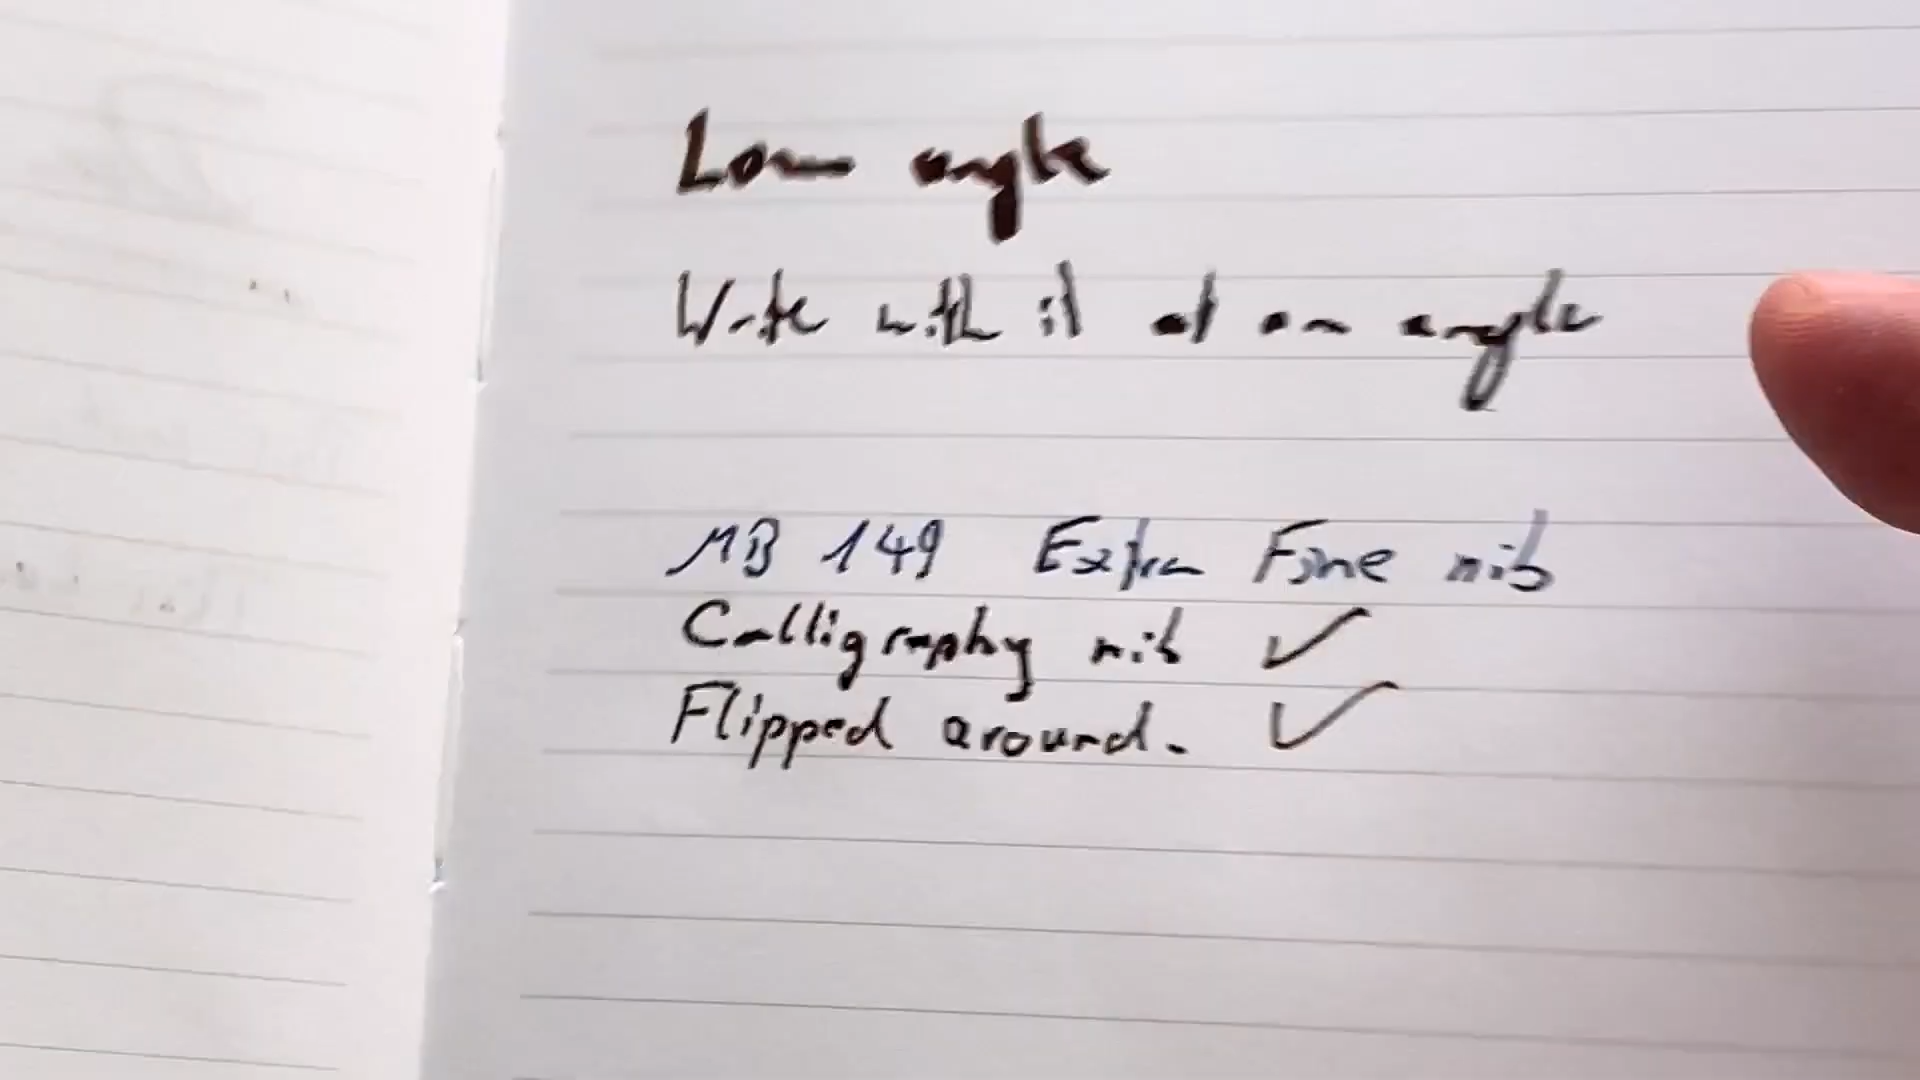 Low angle
Write with it at an angle
MB 149 Extra Fine nib
Calligraphy nib ✓
Flipped around. ✓